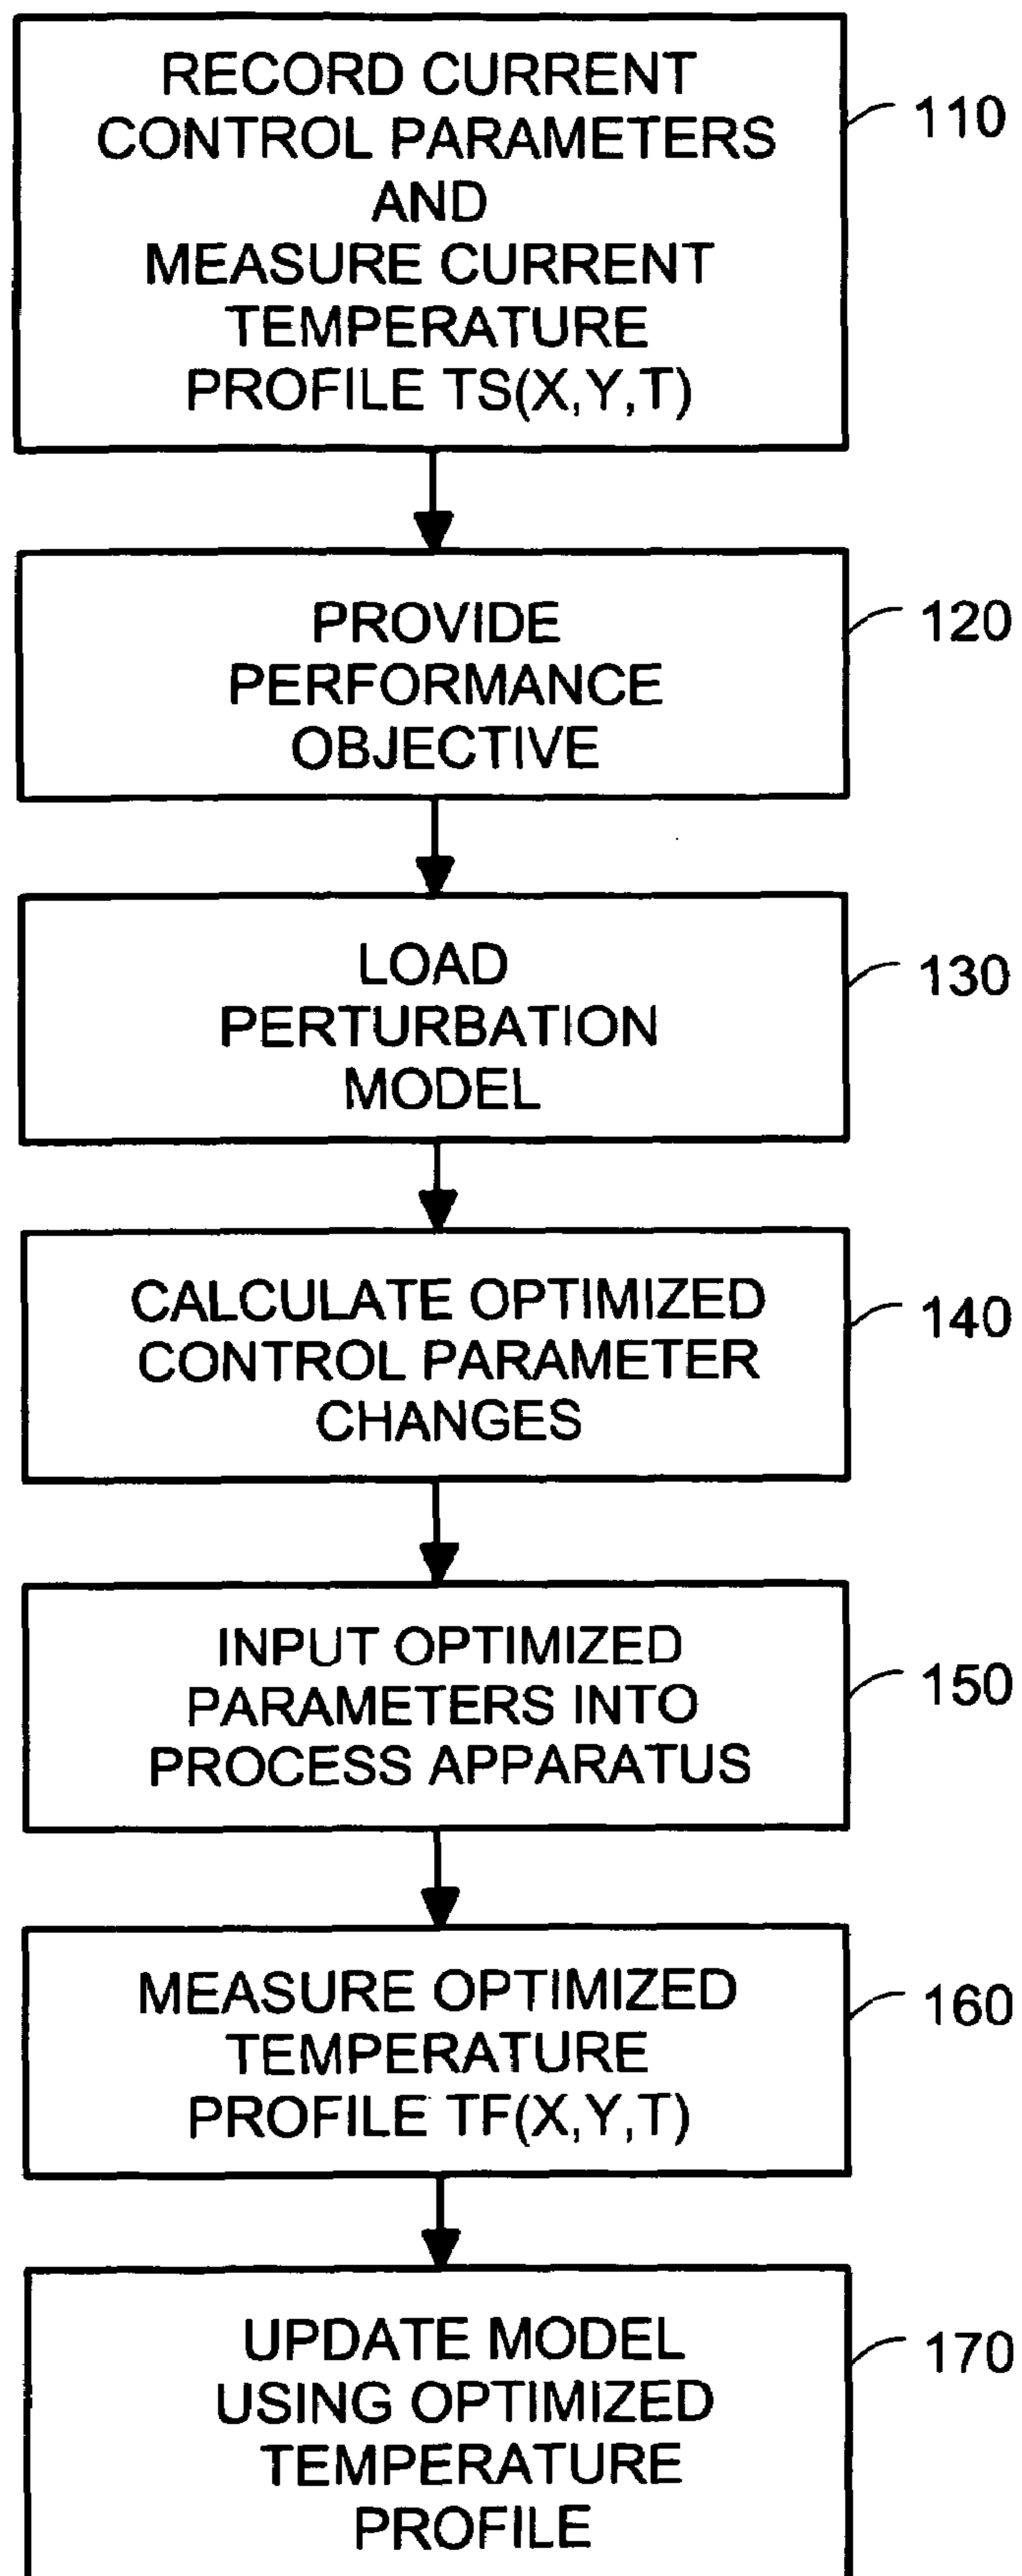 RECORD CURRENT
CONTROL PARAMETERS
AND
MEASURE CURRENT
TEMPERATURE
PROFILE TS(X,Y,T)
110
PROVIDE
PERFORMANCE
OBJECTIVE
120
LOAD
PERTURBATION
MODEL
130
CALCULATE OPTIMIZED
CONTROL PARAMETER
CHANGES
140
INPUT OPTIMIZED
PARAMETERS INTO
PROCESS APPARATUS
150
MEASURE OPTIMIZED
TEMPERATURE
PROFILE TF(X,Y,T)
160
UPDATE MODEL
USING OPTIMIZED
TEMPERATURE
PROFILE
170